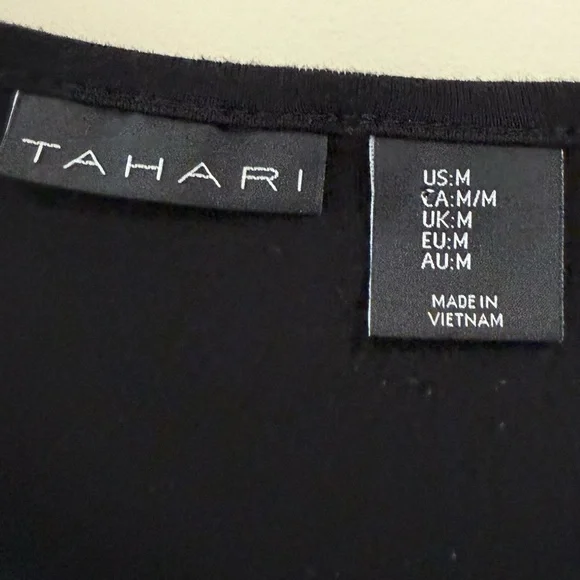 TAHARI
US:M
CA:M/M
UK:M
EU:M
AU:M
MADE IN
VIETNAM